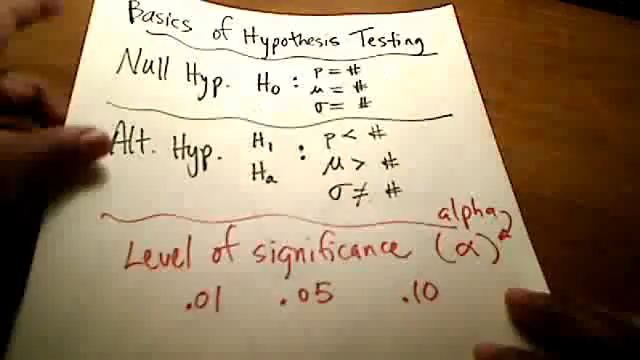 Basics of Hypothesis Testing
Null Hyp. H₀ : p = #
μ = #
σ = #
Alt. Hyp. H₁ : p < #
Hₐ μ > #
σ ≠ #
alpha
Level of significance (α)
.01 .05 .10